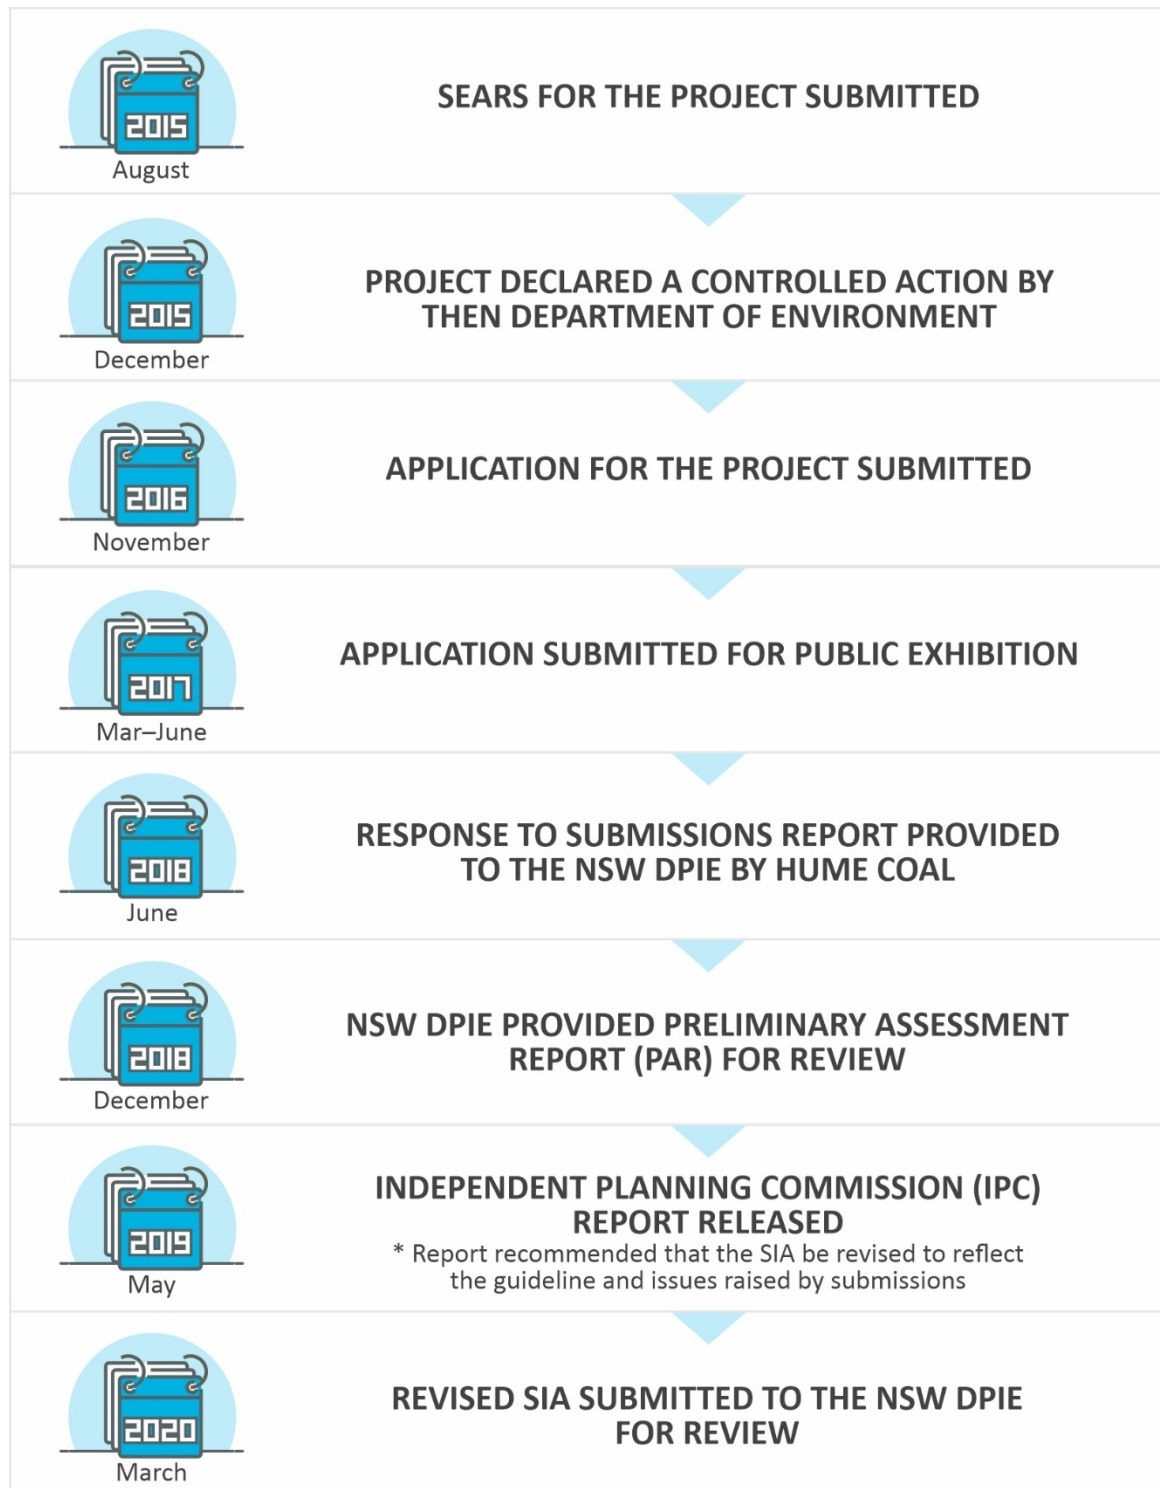 2015
August
SEARS FOR THE PROJECT SUBMITTED
2015
December
PROJECT DECLARED A CONTROLLED ACTION BY
THEN DEPARTMENT OF ENVIRONMENT
2016
November
APPLICATION FOR THE PROJECT SUBMITTED
2017
Mar–June
APPLICATION SUBMITTED FOR PUBLIC EXHIBITION
2018
June
RESPONSE TO SUBMISSIONS REPORT PROVIDED
TO THE NSW DPIE BY HUME COAL
2018
December
NSW DPIE PROVIDED PRELIMINARY ASSESSMENT
REPORT (PAR) FOR REVIEW
2019
May
INDEPENDENT PLANNING COMMISSION (IPC)
REPORT RELEASED
* Report recommended that the SIA be revised to reflect
the guideline and issues raised by submissions
2020
March
REVISED SIA SUBMITTED TO THE NSW DPIE
FOR REVIEW